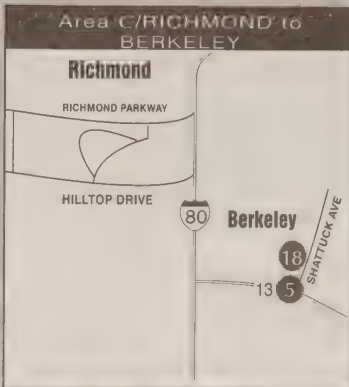 Area C/RICHMOND to
BERKELEY
Richmond
RICHMOND PARKWAY
HILLTOP DRIVE
80
Berkeley
18
SHATTUCK AVE
13
5